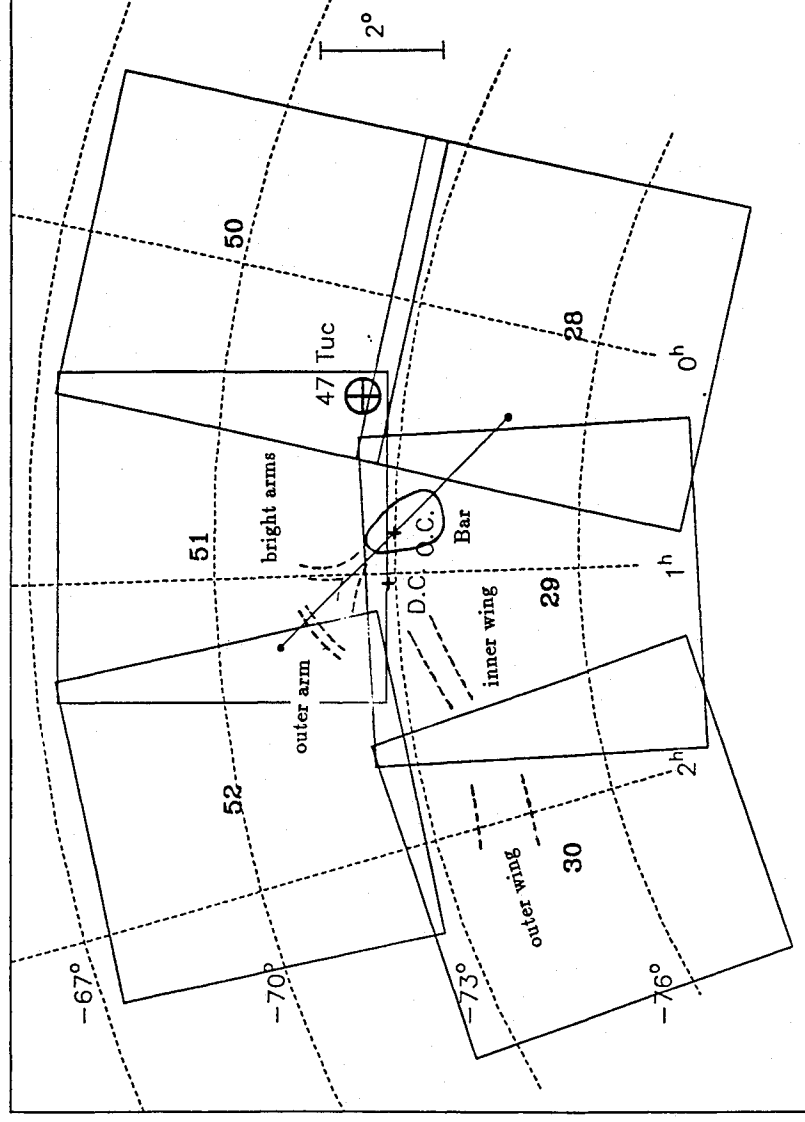 2°
50
47 Tuc
51
bright arms
28
0ʰ
O.C.
Bar
D.C.
29
1ʰ
inner wing
outer arm
52
2ʰ
30
outer wing
−67°
−70°
−73°
−76°